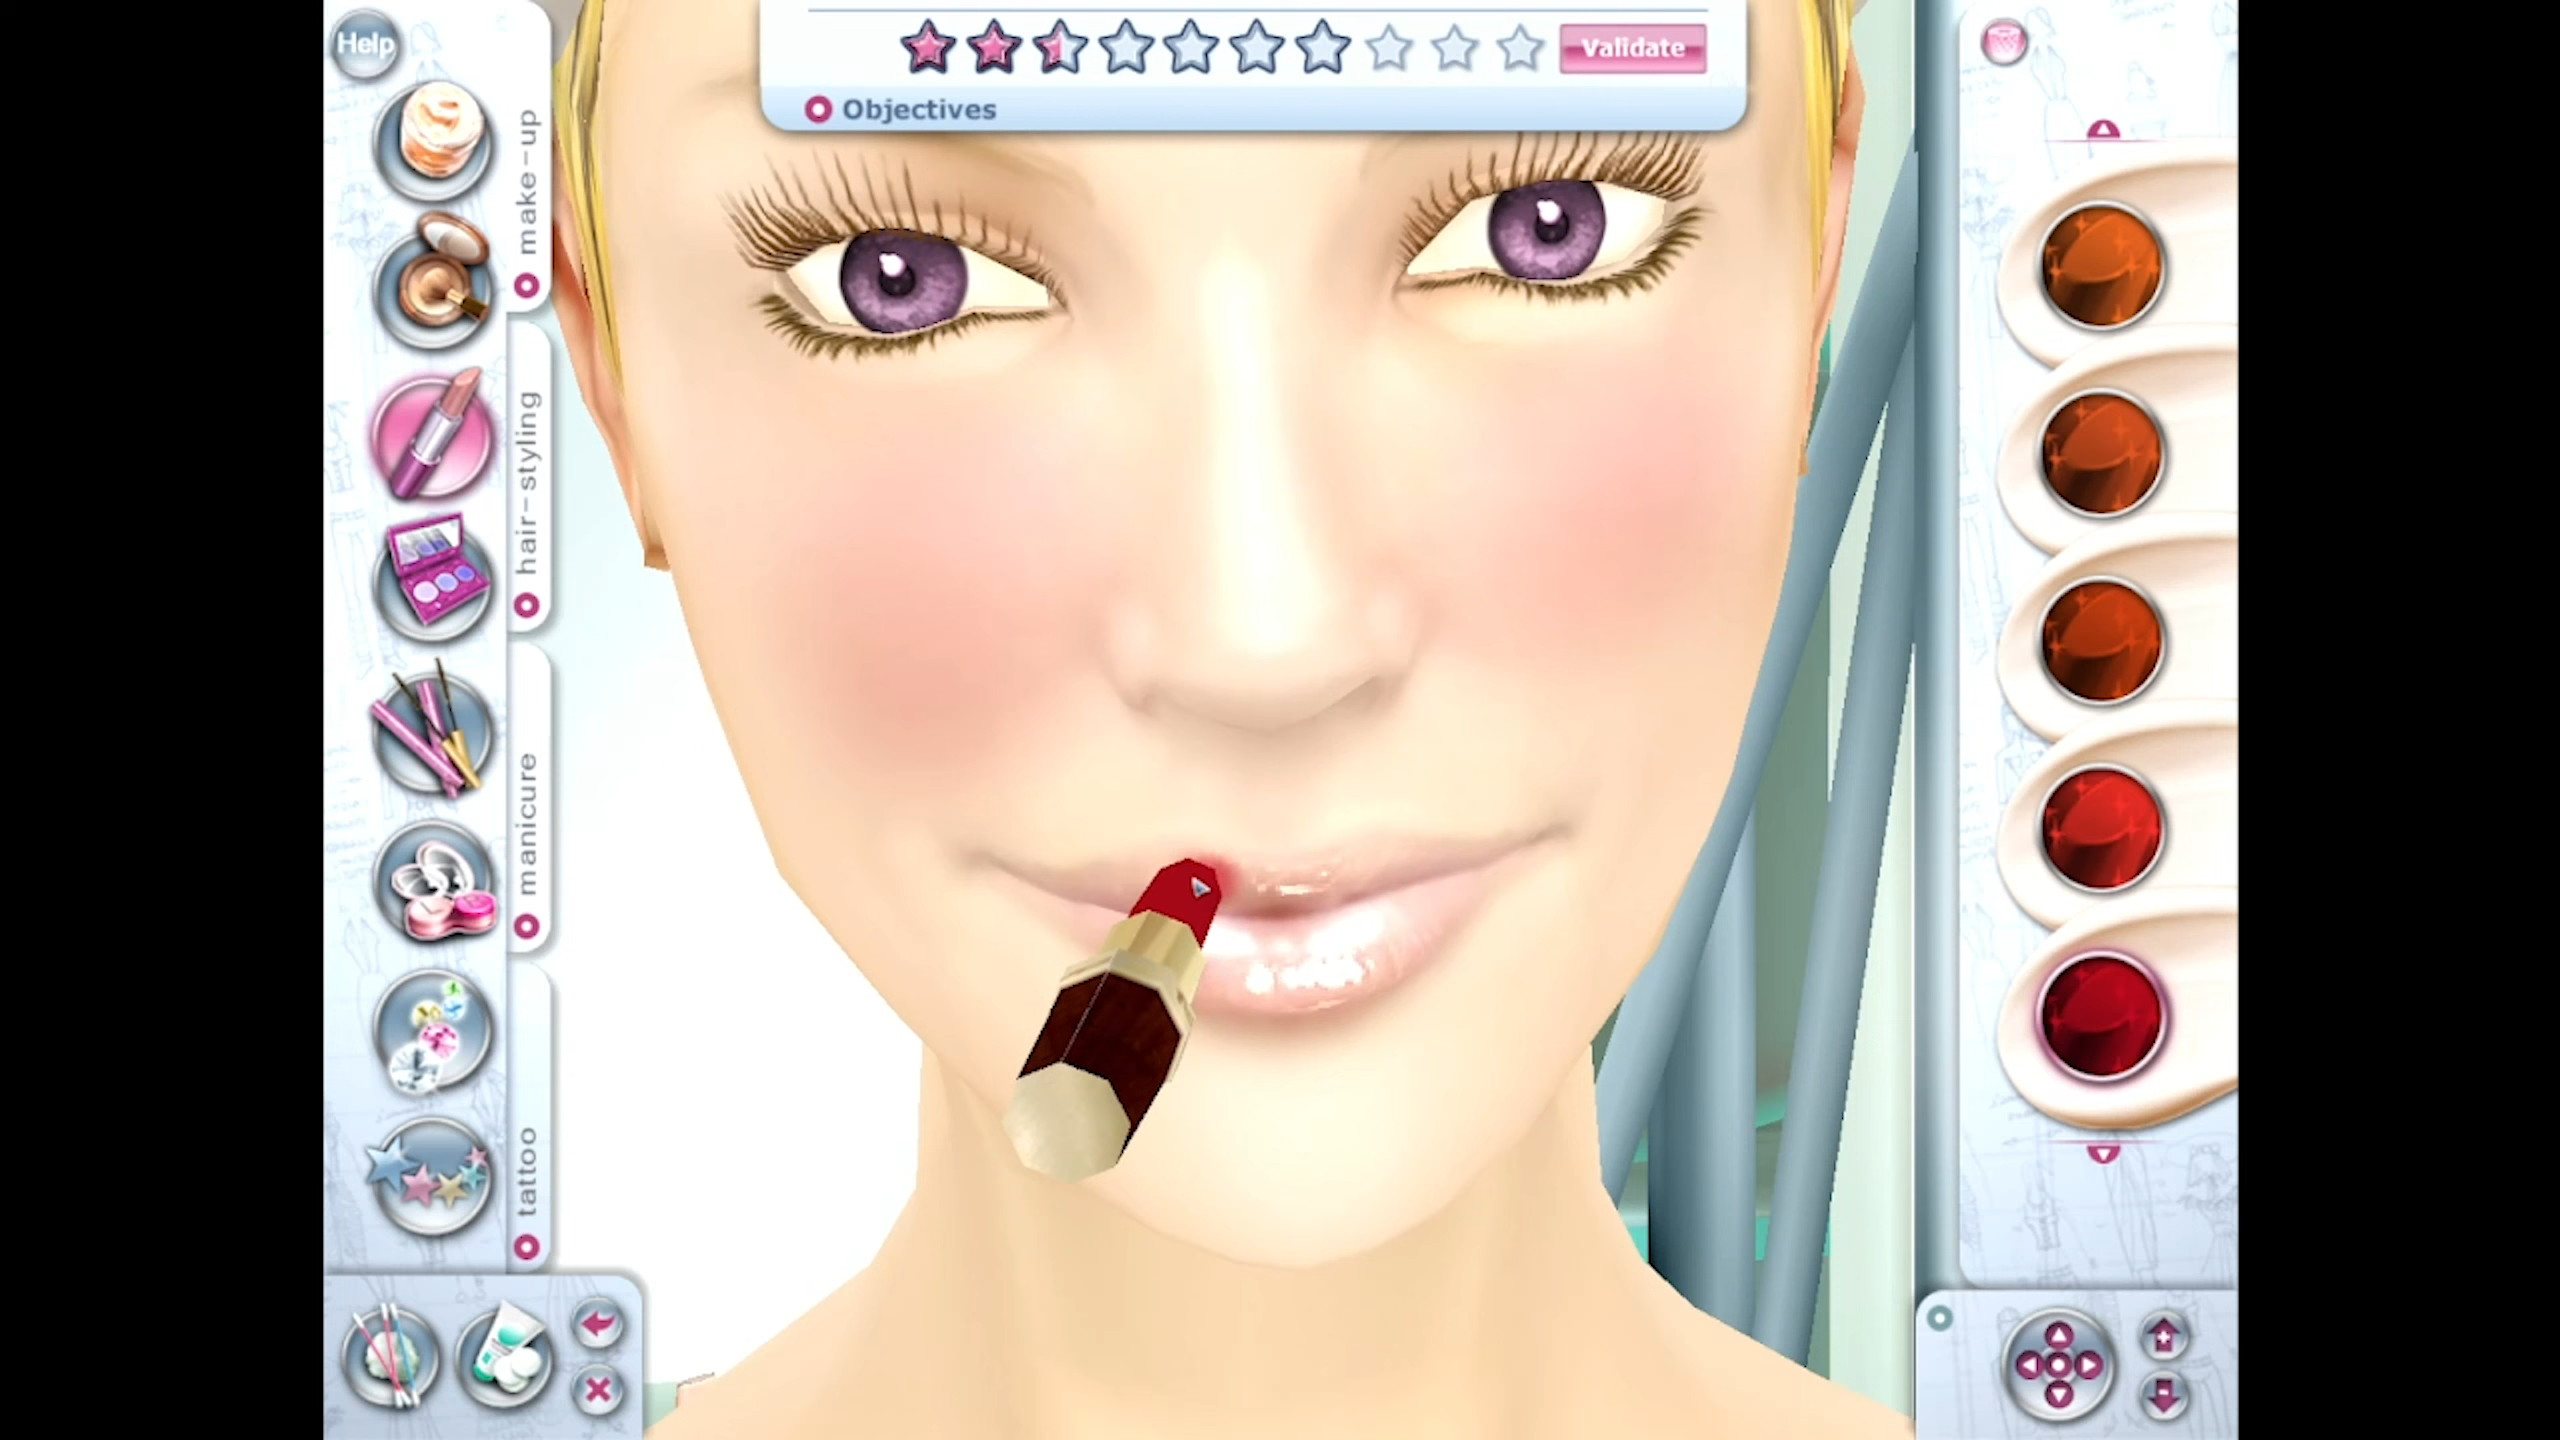 Help
Validate
Objectives
make-up
hair-styling
manicure
tattoo